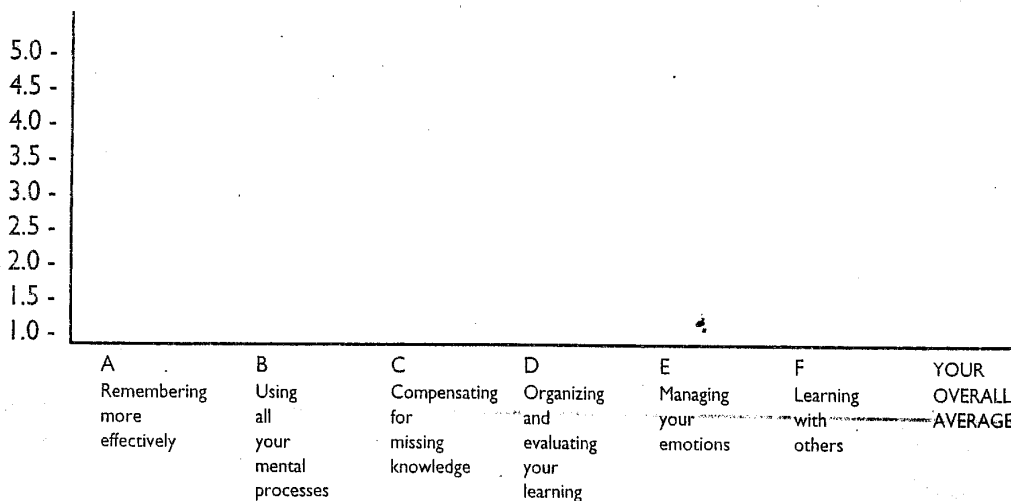 5.0 -
4.5 -
4.0 -
3.5 -
3.0 -
2.5 -
2.0 -
1.5 -
1.0 -
A
Remembering
more
effectively
B
Using
all
your
mental
processes
C
Compensating
for
missing
knowledge
D
Organizing
and
evaluating
your
learning
E
Managing
your
emotions
F
Learning
with
others
YOUR
OVERALL
AVERAGE